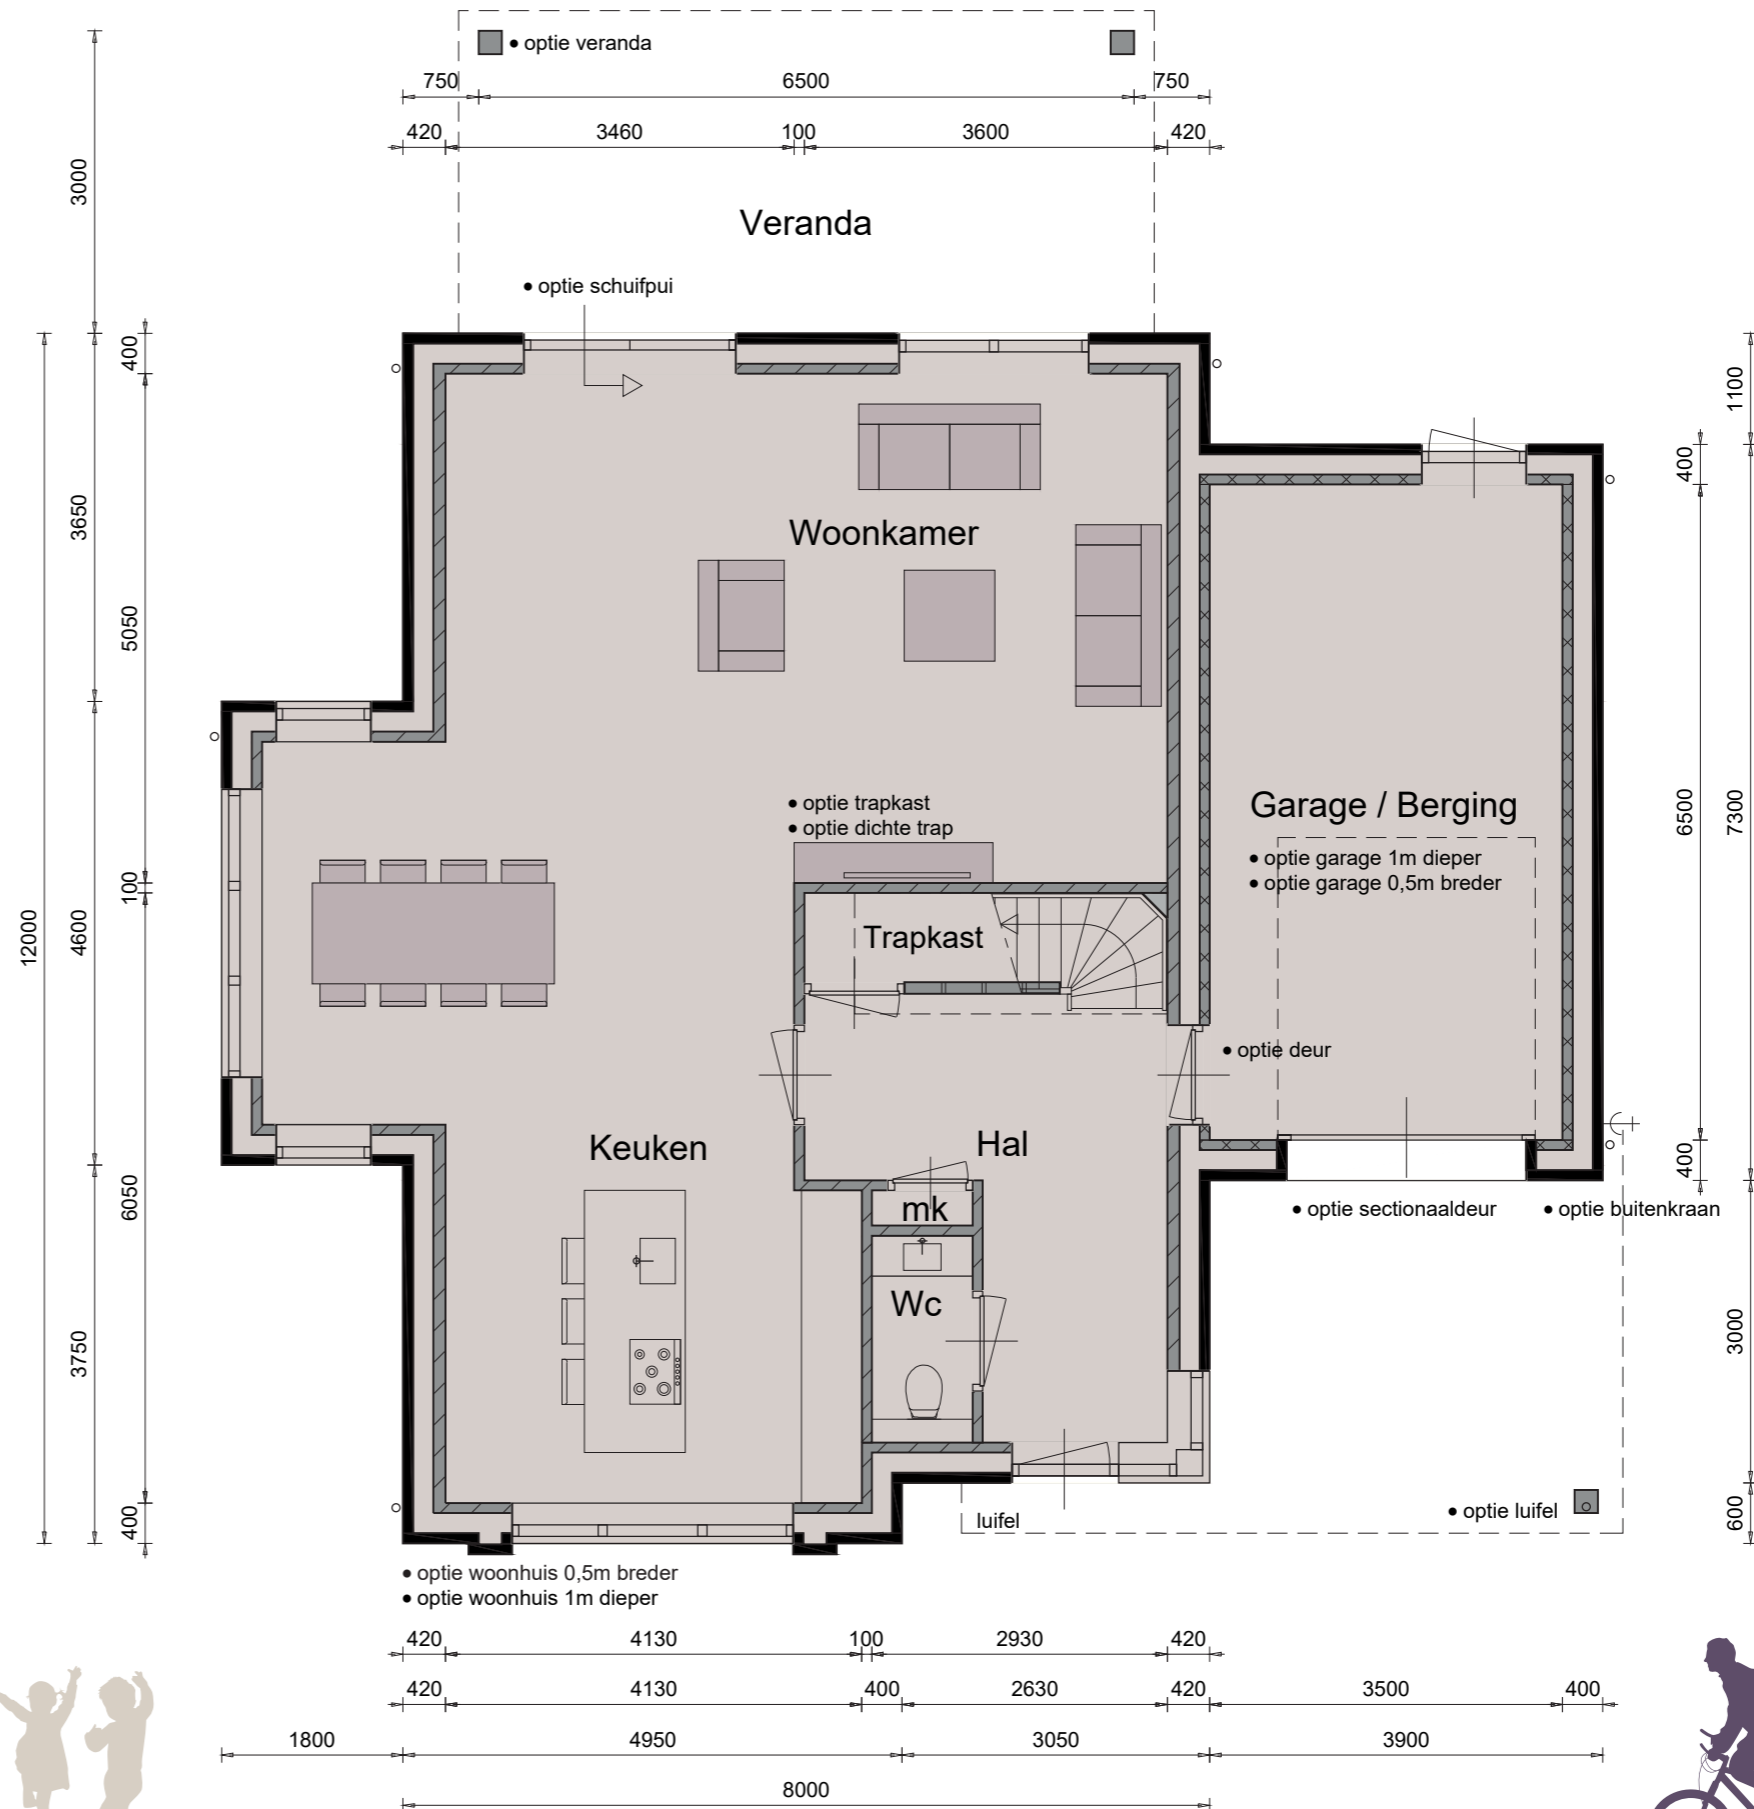 • optie veranda
750 6500 750
420 3460 100 3600 420
3000
Veranda
• optie schuifpui
400
1100
400
Woonkamer
3650
5050
• optie trapkast
• optie dichte trap
Garage / Berging
• optie garage 1m dieper
• optie garage 0,5m breder
6500
7300
100
12000
4600
Trapkast
• optie deur
Keuken
Hal
400
6050
mk
• optie sectionaaldeur
• optie buitenkraan
Wc
3750
3000
400
luifel
• optie luifel
600
• optie woonhuis 0,5m breder
• optie woonhuis 1m dieper
420 4130 100 2930 420
420 4130 400 2630 420 3500 400
1800 4950 3050 3900
8000